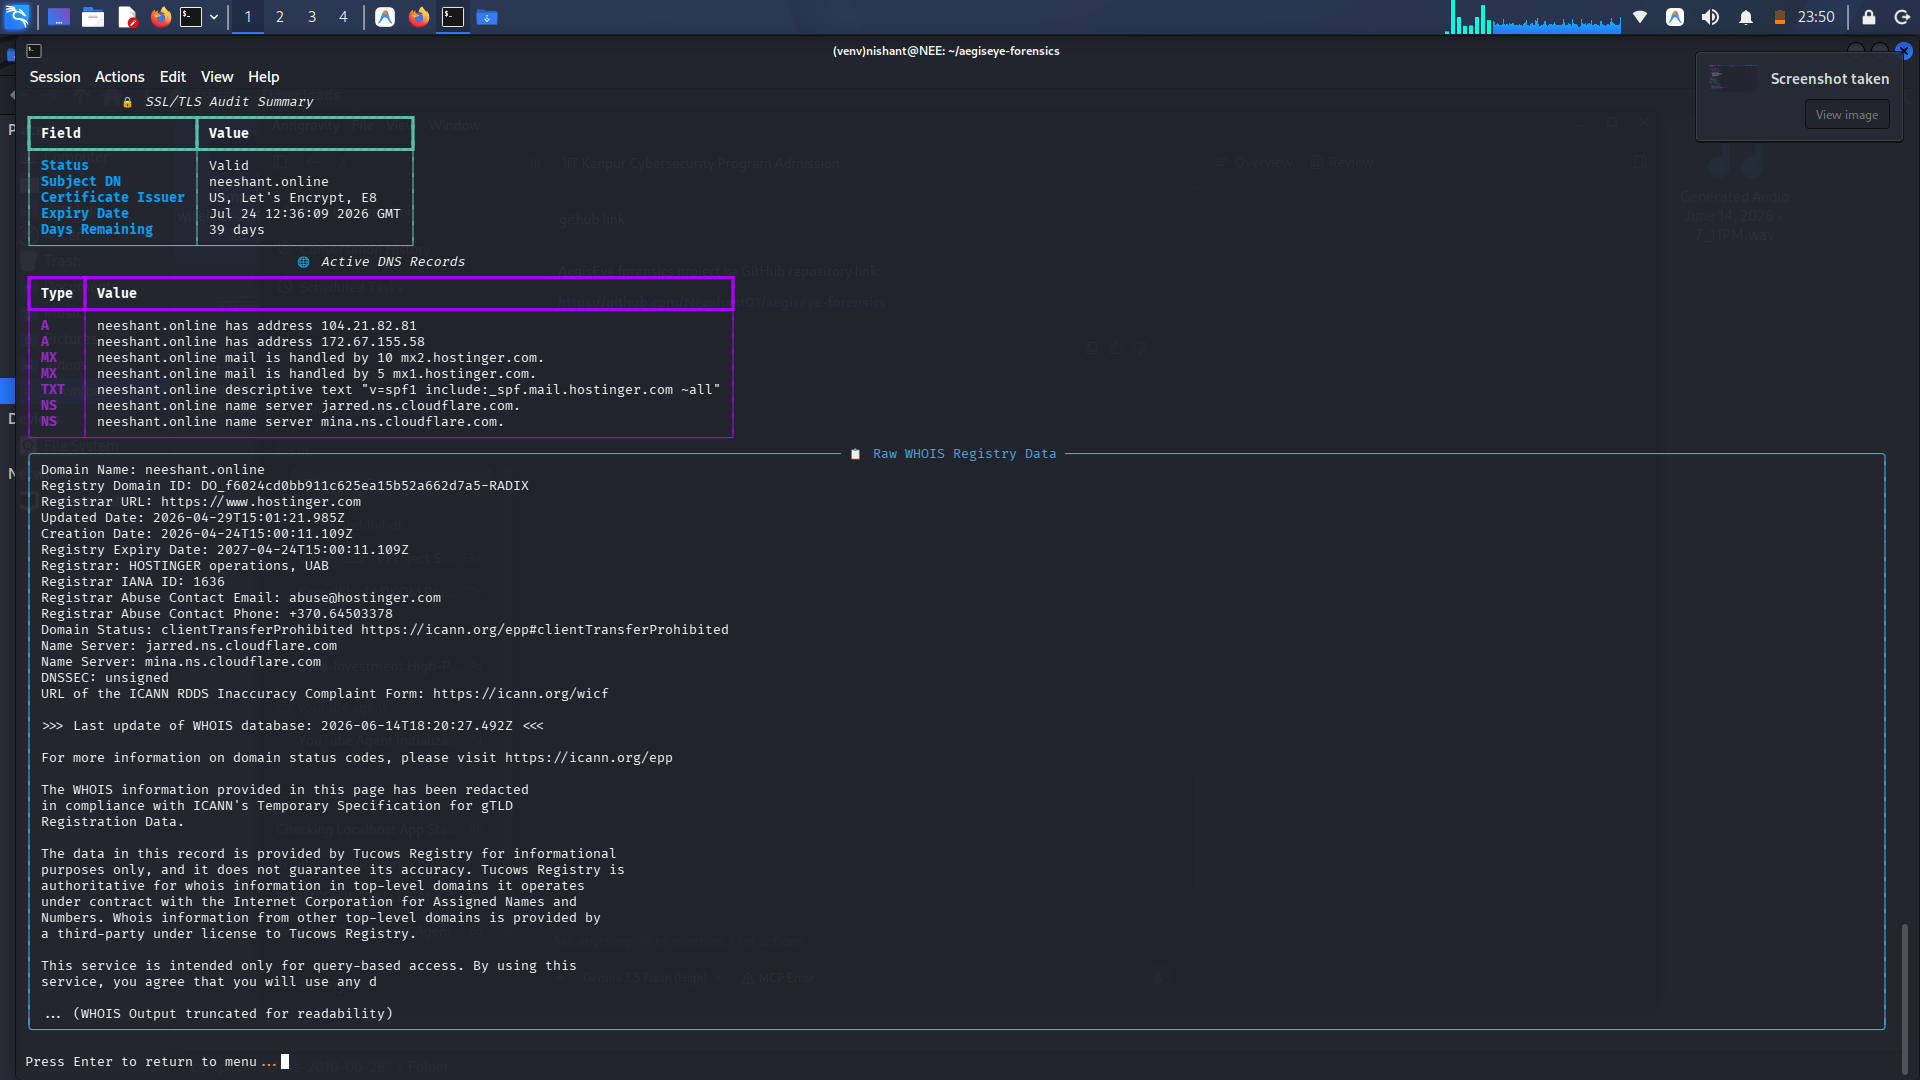 1 2 3 4
23:50
(venv)nishant@NEE: ~/aegiseye-forensics
Session Actions Edit View Help
Screenshot taken
View image
SSL/TLS Audit Summary
Field Value
Status Valid
Subject DN neeshant.online
Certificate Issuer US, Let's Encrypt, E8
Expiry Date Jul 24 12:36:09 2026 GMT
Days Remaining 39 days
Active DNS Records
Type Value
A neeshant.online has address 104.21.82.81
A neeshant.online has address 172.67.155.58
MX neeshant.online mail is handled by 10 mx2.hostinger.com.
MX neeshant.online mail is handled by 5 mx1.hostinger.com.
TXT neeshant.online descriptive text "v=spf1 include:_spf.mail.hostinger.com ~all"
NS neeshant.online name server jarred.ns.cloudflare.com.
NS neeshant.online name server mina.ns.cloudflare.com.
Raw WHOIS Registry Data
Domain Name: neeshant.online
Registry Domain ID: DO_f6024cd0bb911c625ea15b52a662d7a5-RADIX
Registrar URL: https://www.hostinger.com
Updated Date: 2026-04-29T15:01:21.985Z
Creation Date: 2026-04-24T15:00:11.109Z
Registry Expiry Date: 2027-04-24T15:00:11.109Z
Registrar: HOSTINGER operations, UAB
Registrar IANA ID: 1636
Registrar Abuse Contact Email: abuse@hostinger.com
Registrar Abuse Contact Phone: +370.64503378
Domain Status: clientTransferProhibited https://icann.org/epp#clientTransferProhibited
Name Server: jarred.ns.cloudflare.com
Name Server: mina.ns.cloudflare.com
DNSSEC: unsigned
URL of the ICANN RDDS Inaccuracy Complaint Form: https://icann.org/wicf
>>> Last update of WHOIS database: 2026-06-14T18:20:27.492Z <<<
For more information on domain status codes, please visit https://icann.org/epp
The WHOIS information provided in this page has been redacted
in compliance with ICANN's Temporary Specification for gTLD
Registration Data.
The data in this record is provided by Tucows Registry for informational
purposes only, and it does not guarantee its accuracy. Tucows Registry is
authoritative for whois information in top-level domains it operates
under contract with the Internet Corporation for Assigned Names and
Numbers. Whois information from other top-level domains is provided by
a third-party under license to Tucows Registry.
This service is intended only for query-based access. By using this
service, you agree that you will use any d
... (WHOIS Output truncated for readability)
Press Enter to return to menu...